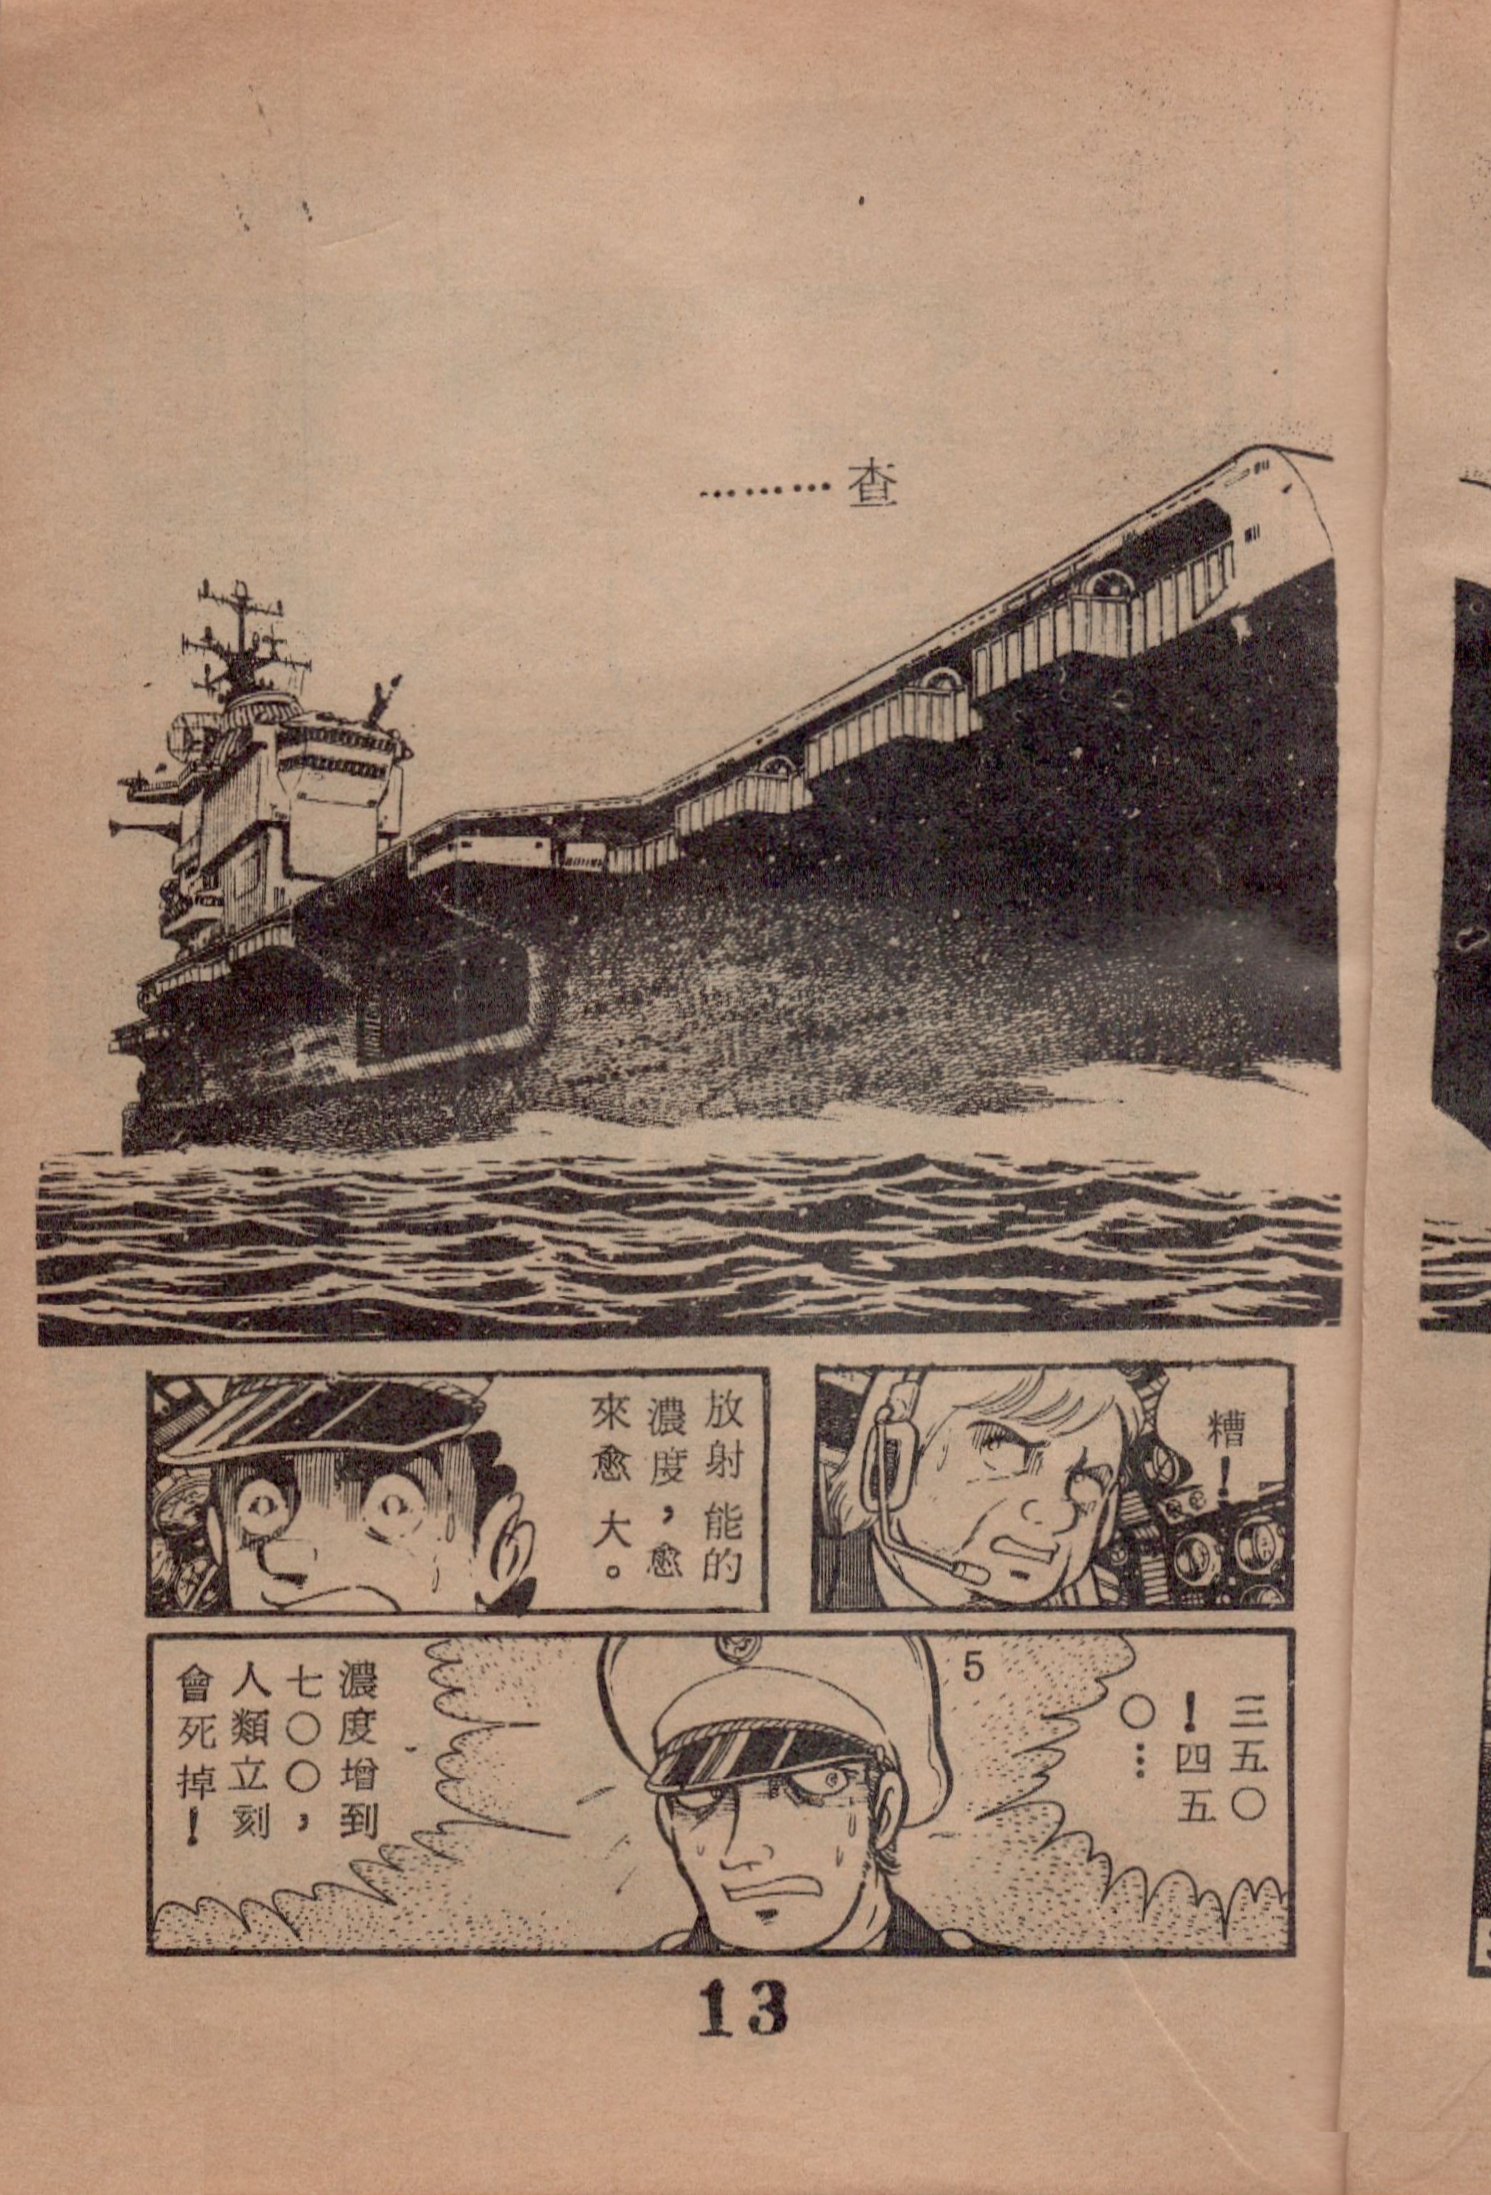 查………
糟!
放射能的
濃度,愈
來愈大。
三五〇
!四五
〇…
5
濃度增到
七〇〇,
人類立刻
會死掉!
13